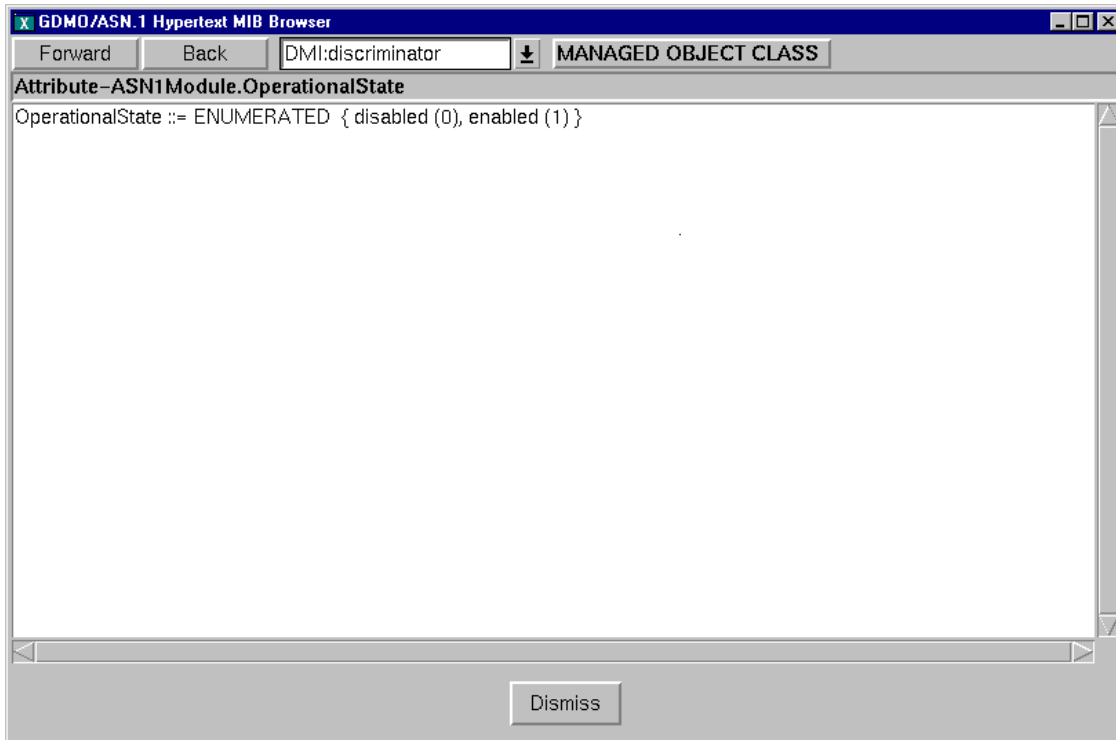 X GDMO/ASN.1 Hypertext MIB Browser
Forward Back DMI:discriminator MANAGED OBJECT CLASS
Attribute-ASN1Module.OperationalState
OperationalState ::= ENUMERATED { disabled (0), enabled (1) }
Dismiss